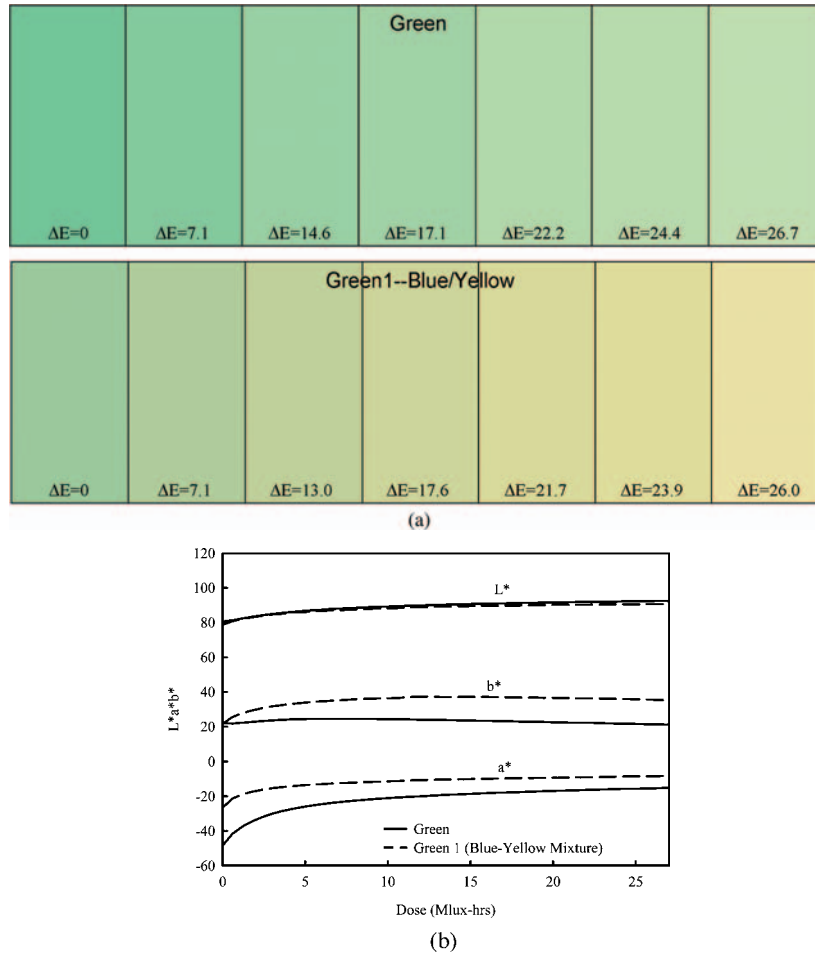 Green
ΔE=0 ΔE=7.1 ΔE=14.6 ΔE=17.1 ΔE=22.2 ΔE=24.4 ΔE=26.7
Green1--Blue/Yellow
ΔE=0 ΔE=7.1 ΔE=13.0 ΔE=17.6 ΔE=21.7 ΔE=23.9 ΔE=26.0
(a)
120
100
80
60
40
20
0
-20
-40
-60
L*a*b*
L*
b*
a*
Green
Green 1 (Blue-Yellow Mixture)
0 5 10 15 20 25
Dose (Mlux-hrs)
(b)